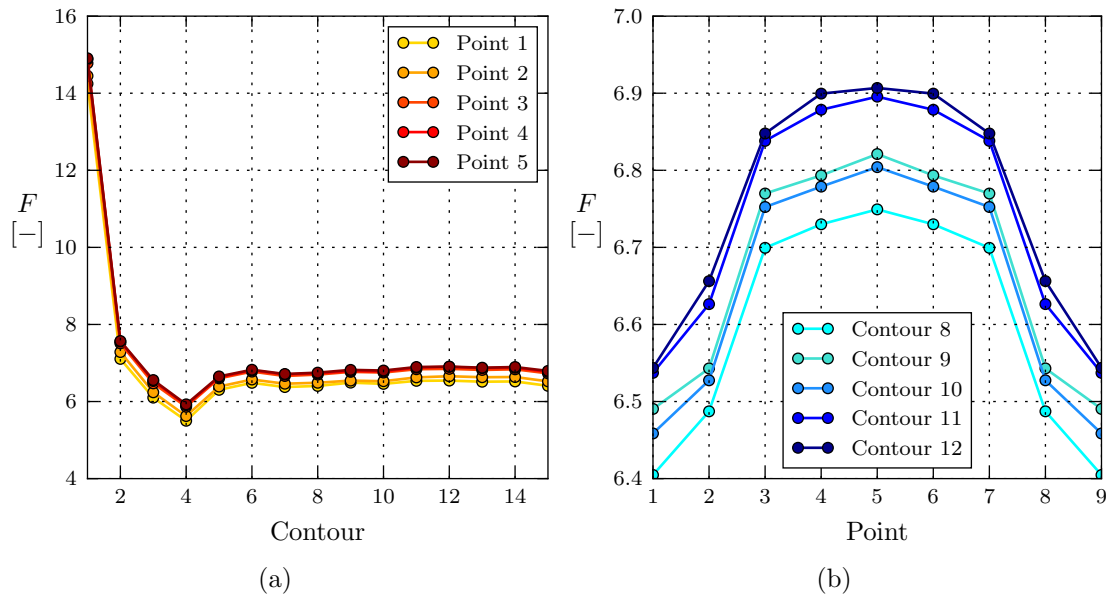 16
14
12
10
8
6
4
F
[−]
2 4 6 8 10 12 14
Contour
Point 1
Point 2
Point 3
Point 4
Point 5
(a)
7.0
6.9
6.8
6.7
6.6
6.5
6.4
F
[−]
1 2 3 4 5 6 7 8 9
Point
Contour 8
Contour 9
Contour 10
Contour 11
Contour 12
(b)